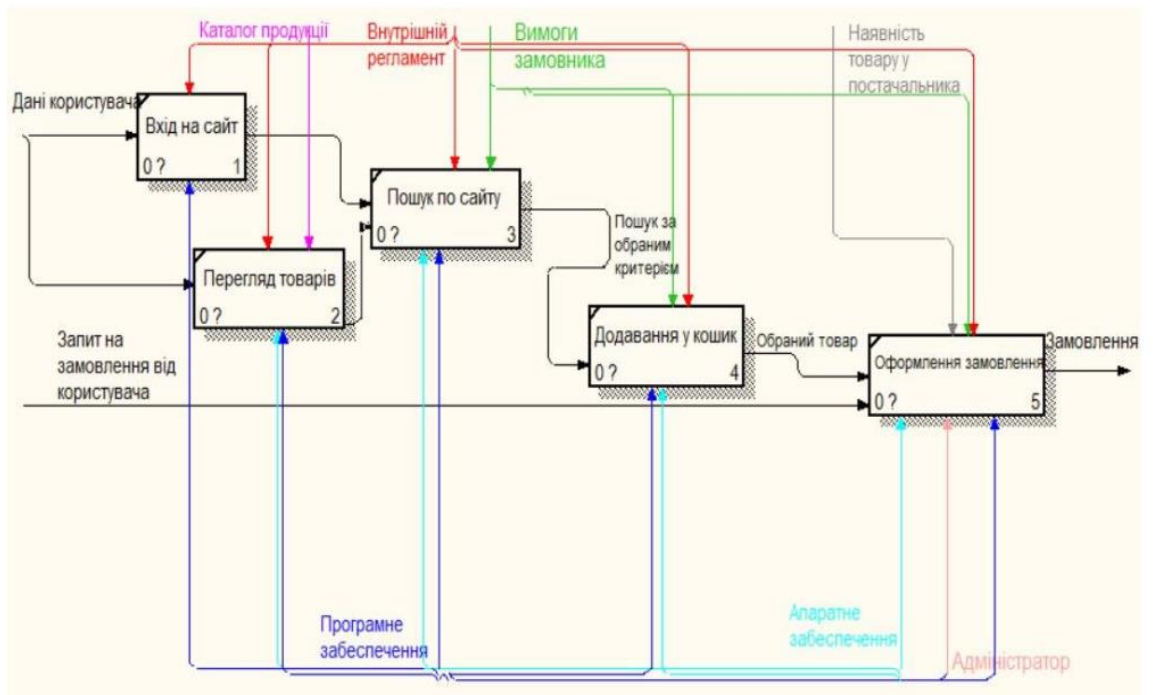 Каталог продукції
Внутрішній
регламент
Вимоги
замовника
Наявність
товару у
постачальника
Дані користувача
Вхід на сайт
0 ?
1
Пошук по сайту
0 ?
3
Пошук за
обраним
критерієм
Перегляд товарів
0 ?
2
Запит на
замовлення від
користувача
Додавання у кошик
0 ?
4
Обраний товар
Оформлення замовлення
0 ?
5
Замовлення
Програмне
забеспечення
Апаратне
забеспечення
Адміністратор